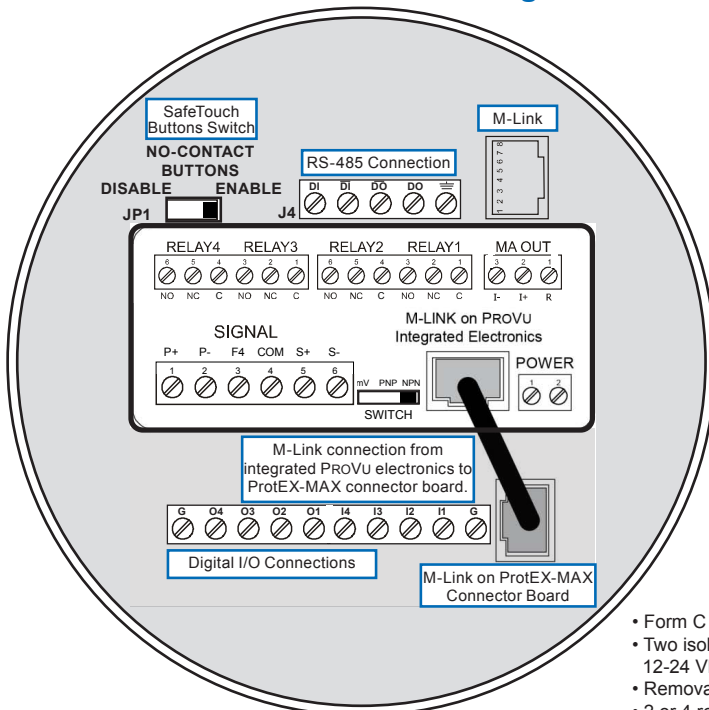 SafeTouch
Buttons Switch
NO-CONTACT
BUTTONS
DISABLE ENABLE
JP1
M-Link
8 7 6 5 4 3 2 1
RS-485 Connection
DI D̅I̅ D̅O̅ DO
J4
RELAY4 RELAY3 RELAY2 RELAY1 MA OUT
6 5 4 3 2 1 6 5 4 3 2 1 3 2 1
NO NC C NO NC C NO NC C NO NC C I- I+ R
M-LINK on PROVU
Integrated Electronics
SIGNAL
P+ P- F4 COM S+ S-
1 2 3 4 5 6
mV PNP NPN
SWITCH
POWER
1 2
M-Link connection from
integrated PROVU electronics to
ProtEX-MAX connector board.
G O4 O3 O2 O1 I4 I3 I2 I1 G
Digital I/O Connections
M-Link on ProtEX-MAX
Connector Board
• Form C
• Two
12-24
•
• 2 or 4